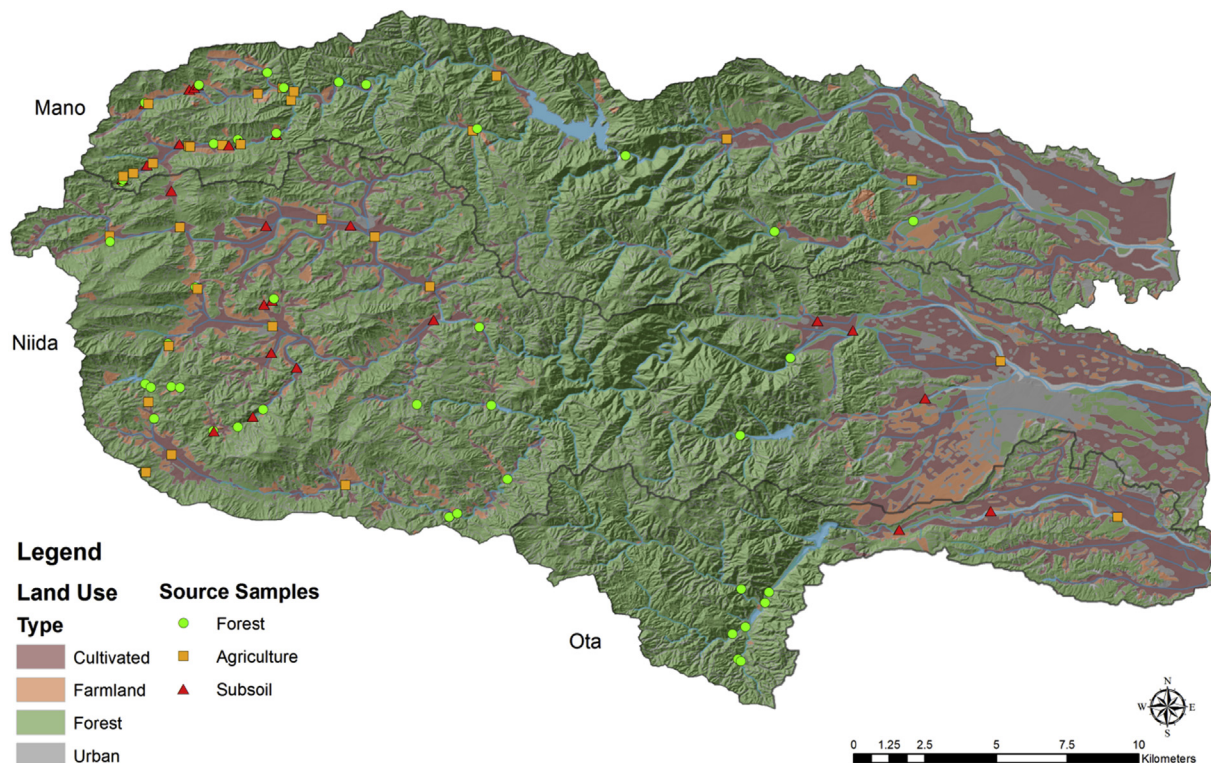 Mano
Niida
Ota
Legend
Land Use
Type
Cultivated
Farmland
Forest
Urban
Source Samples
Forest
Agriculture
Subsoil
N
W E
S
0 1.25 2.5 5 7.5 10
Kilometers